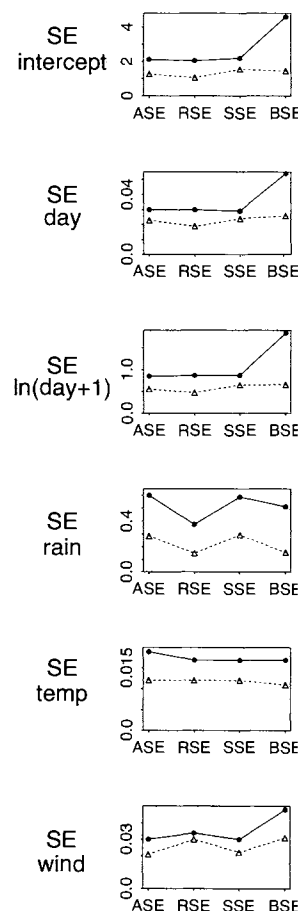 SE
intercept
0 2 4
ASE RSE SSE BSE
SE
day
0.0 0.04
ASE RSE SSE BSE
SE
ln(day+1)
0.0 1.0
ASE RSE SSE BSE
SE
rain
0.0 0.4
ASE RSE SSE BSE
SE
temp
0.0 0.015
ASE RSE SSE BSE
SE
wind
0.0 0.03
ASE RSE SSE BSE